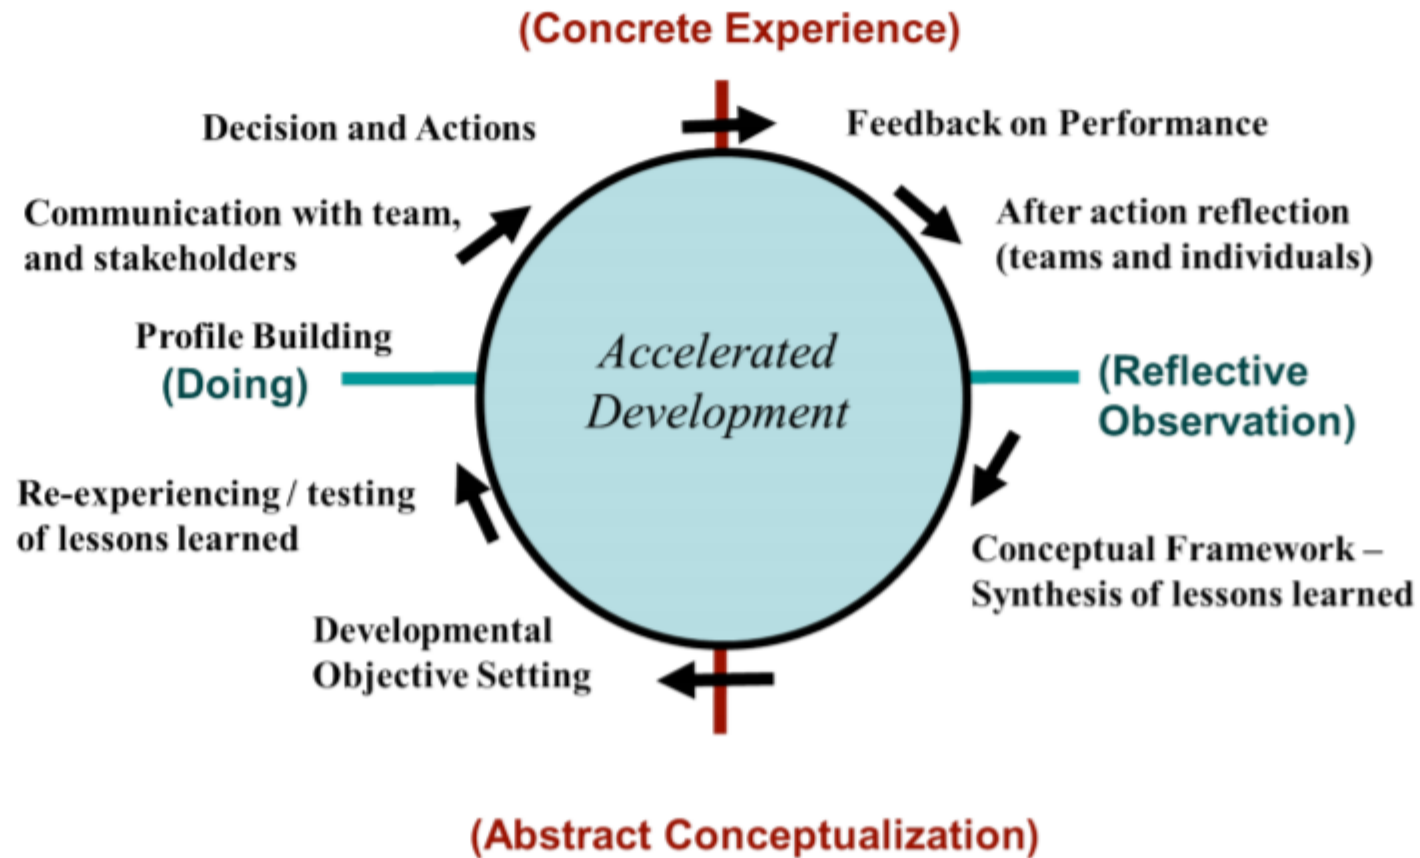 (Concrete Experience)
Decision and Actions
Feedback on Performance
Communication with team,
and stakeholders
After action reflection
(teams and individuals)
Profile Building
(Doing)
Accelerated
Development
(Reflective
Observation)
Re-experiencing / testing
of lessons learned
Conceptual Framework –
Synthesis of lessons learned
Developmental
Objective Setting
(Abstract Conceptualization)